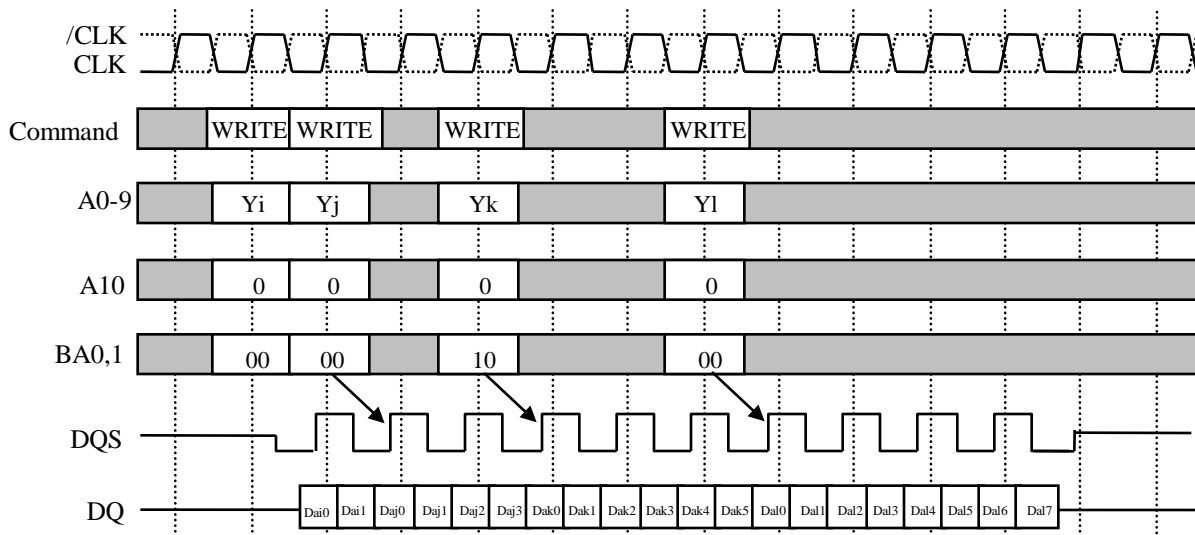 /CLK
CLK
Command WRITE WRITE WRITE WRITE
A0-9 Yi Yj Yk Yl
A10 0 0 0 0
BA0,1 00 00 10 00
DQS
DQ Dai0 Dai1 Daj0 Daj1 Daj2 Daj3 Dak0 Dak1 Dak2 Dak3 Dak4 Dak5 Dal0 Dal1 Dal2 Dal3 Dal4 Dal5 Dal6 Dal7